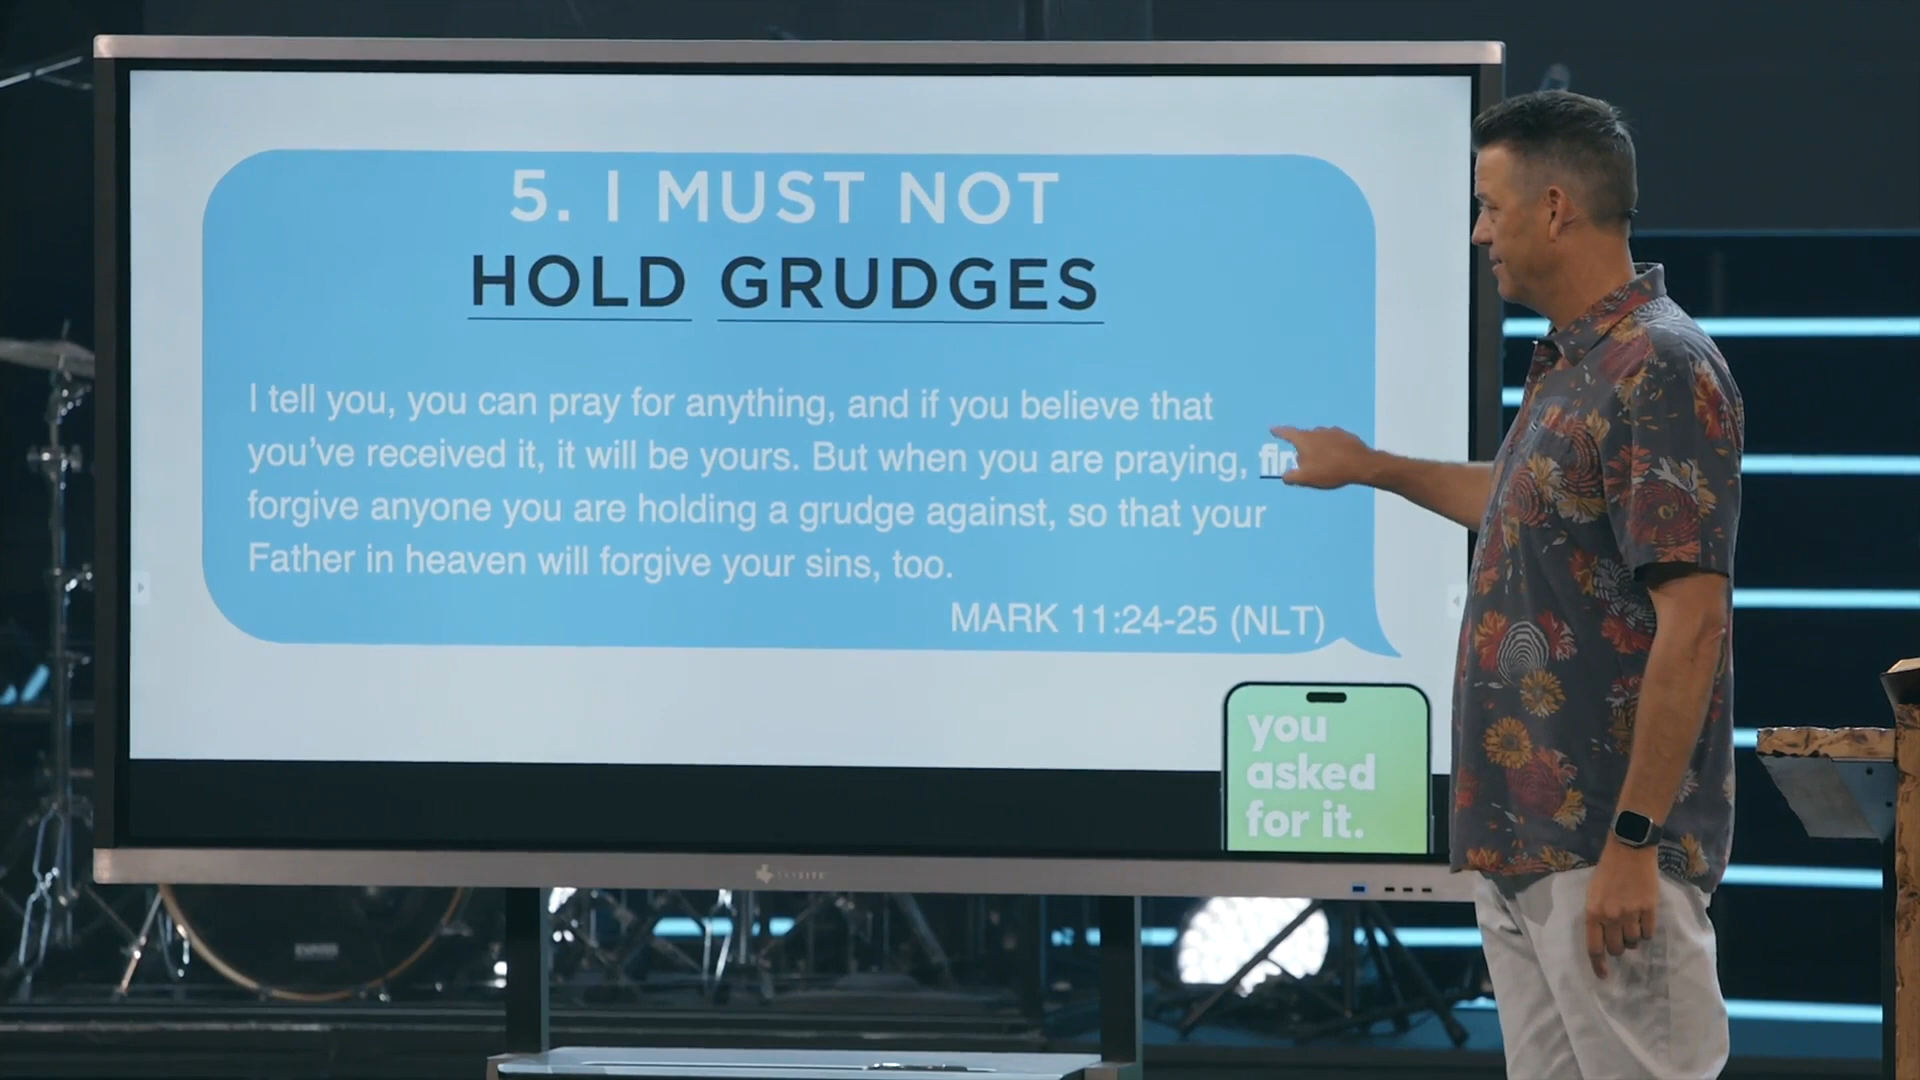 5. I MUST NOT
HOLD GRUDGES
I tell you, you can pray for anything, and if you believe that
you've received it, it will be yours. But when you are praying,
forgive anyone you are holding a grudge against, so that your
Father in heaven will forgive your sins, too.
MARK 11:24-25 (NLT)
you
asked
for it.